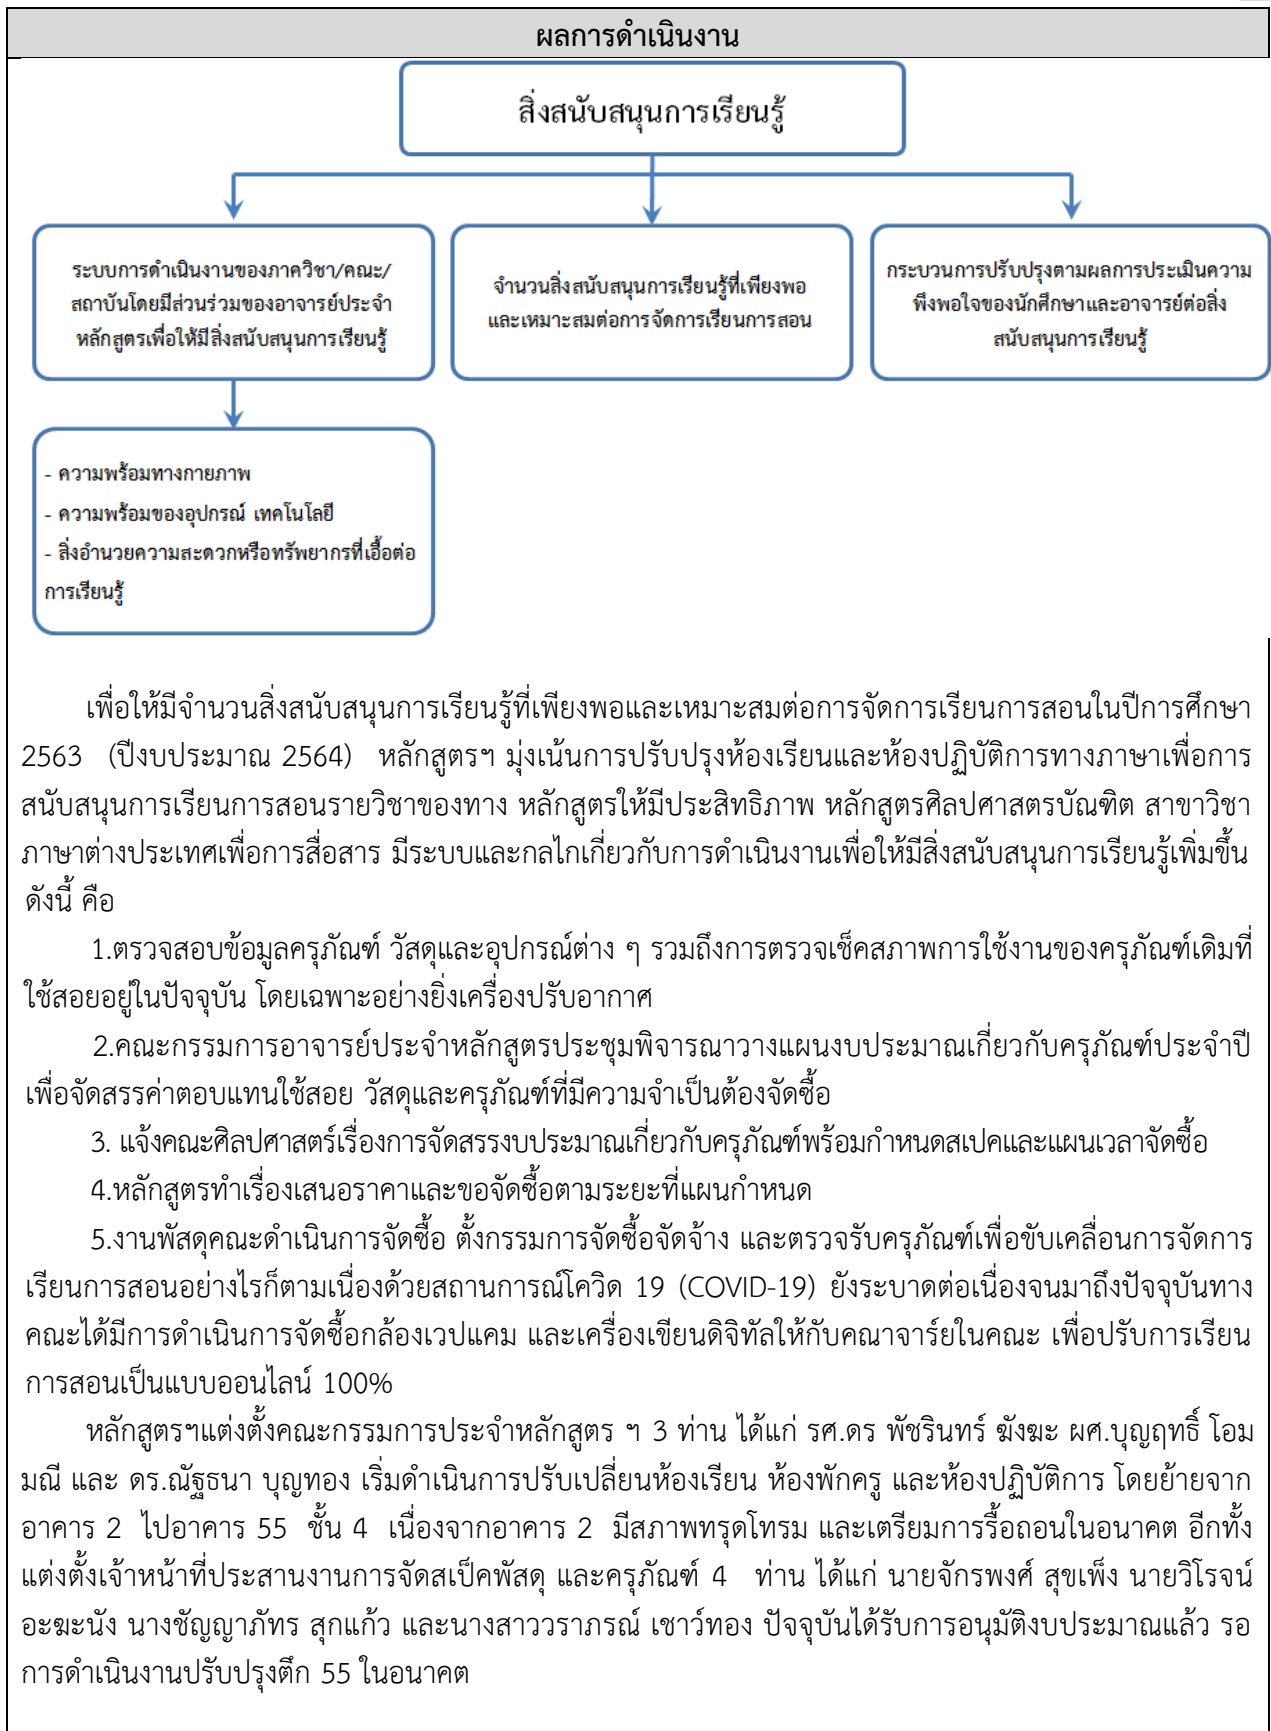 ผลการดำเนินงาน
สิ่งสนับสนุนการเรียนรู้
ระบบการดำเนินงานของภาควิชา/คณะ/
สถาบันโดยมีส่วนร่วมของอาจารย์ประจำ
หลักสูตรเพื่อให้มีสิ่งสนับสนุนการเรียนรู้
จำนวนสิ่งสนับสนุนการเรียนรู้ที่เพียงพอ
และเหมาะสมต่อการจัดการเรียนการสอน
กระบวนการปรับปรุงตามผลการประเมินความ
พึงพอใจของนักศึกษาและอาจารย์ต่อสิ่ง
สนับสนุนการเรียนรู้
- ความพร้อมทางกายภาพ
- ความพร้อมของอุปกรณ์ เทคโนโลยี
- สิ่งอำนวยความสะดวกหรือทรัพยากรที่เอื้อต่อ
การเรียนรู้
เพื่อให้มีจำนวนสิ่งสนับสนุนการเรียนรู้ที่เพียงพอและเหมาะสมต่อการจัดการเรียนการสอนในปีการศึกษา
2563 (ปีงบประมาณ 2564) หลักสูตรฯ มุ่งเน้นการปรับปรุงห้องเรียนและห้องปฏิบัติการทางภาษาเพื่อการ
สนับสนุนการเรียนการสอนรายวิชาของทาง หลักสูตรให้มีประสิทธิภาพ หลักสูตรศิลปศาสตรบัณฑิต สาขาวิชา
ภาษาต่างประเทศเพื่อการสื่อสาร มีระบบและกลไกเกี่ยวกับการดำเนินงานเพื่อให้มีสิ่งสนับสนุนการเรียนรู้เพิ่มขึ้น
ดังนี้ คือ
1.ตรวจสอบข้อมูลครุภัณฑ์ วัสดุและอุปกรณ์ต่าง ๆ รวมถึงการตรวจเช็คสภาพการใช้งานของครุภัณฑ์เดิมที่
ใช้สอยอยู่ในปัจจุบัน โดยเฉพาะอย่างยิ่งเครื่องปรับอากาศ
2.คณะกรรมการอาจารย์ประจำหลักสูตรประชุมพิจารณาวางแผนงบประมาณเกี่ยวกับครุภัณฑ์ประจำปี
เพื่อจัดสรรค่าตอบแทนใช้สอย วัสดุและครุภัณฑ์ที่มีความจำเป็นต้องจัดซื้อ
3. แจ้งคณะศิลปศาสตร์เรื่องการจัดสรรงบประมาณเกี่ยวกับครุภัณฑ์พร้อมกำหนดสเปคและแผนเวลาจัดซื้อ
4.หลักสูตรทำเรื่องเสนอราคาและขอจัดซื้อตามระยะที่แผนกำหนด
5.งานพัสดุคณะดำเนินการจัดซื้อ ตั้งกรรมการจัดซื้อจัดจ้าง และตรวจรับครุภัณฑ์เพื่อขับเคลื่อนการจัดการ
เรียนการสอนอย่างไรก็ตามเนื่องด้วยสถานการณ์โควิด 19 (COVID-19) ยังระบาดต่อเนื่องจนมาถึงปัจจุบันทาง
คณะได้มีการดำเนินการจัดซื้อกล้องเวปแคม และเครื่องเขียนดิจิทัลให้กับคณาจาร์ยในคณะ เพื่อปรับการเรียน
การสอนเป็นแบบออนไลน์ 100%
หลักสูตรฯแต่งตั้งคณะกรรมการประจำหลักสูตร ฯ 3 ท่าน ได้แก่ รศ.ดร พัชรินทร์ ฆังฆะ ผศ.บุญฤทธิ์ โอม
มณี และ ดร.ณัฐธนา บุญทอง เริ่มดำเนินการปรับเปลี่ยนห้องเรียน ห้องพักครู และห้องปฏิบัติการ โดยย้ายจาก
อาคาร 2 ไปอาคาร 55 ชั้น 4 เนื่องจากอาคาร 2 มีสภาพทรุดโทรม และเตรียมการรื้อถอนในอนาคต อีกทั้ง
แต่งตั้งเจ้าหน้าที่ประสานงานการจัดสเป็คพัสดุ และครุภัณฑ์ 4 ท่าน ได้แก่ นายจักรพงศ์ สุขเพ็ง นายวิโรจน์
อะฆะนัง นางชัญญาภัทร สุกแก้ว และนางสาววราภรณ์ เชาว์ทอง ปัจจุบันได้รับการอนุมัติงบประมาณแล้ว รอ
การดำเนินงานปรับปรุงตึก 55 ในอนาคต